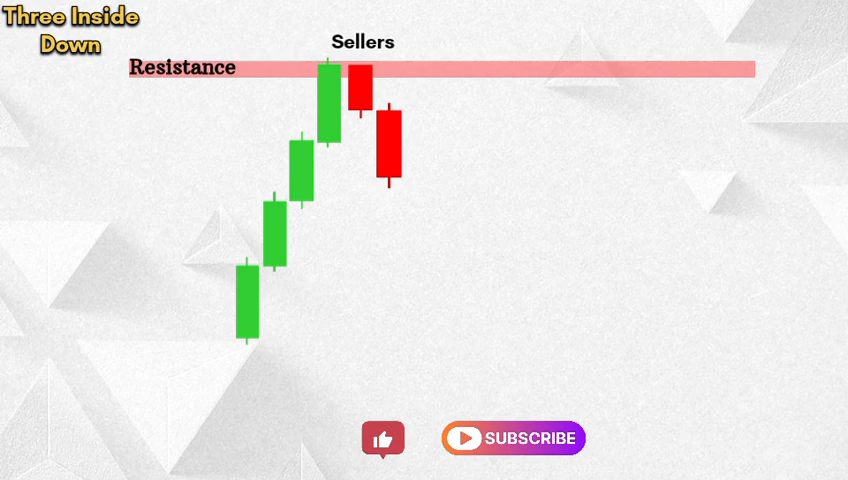 Three Inside
Down
Sellers
Resistance
SUBSCRIBE